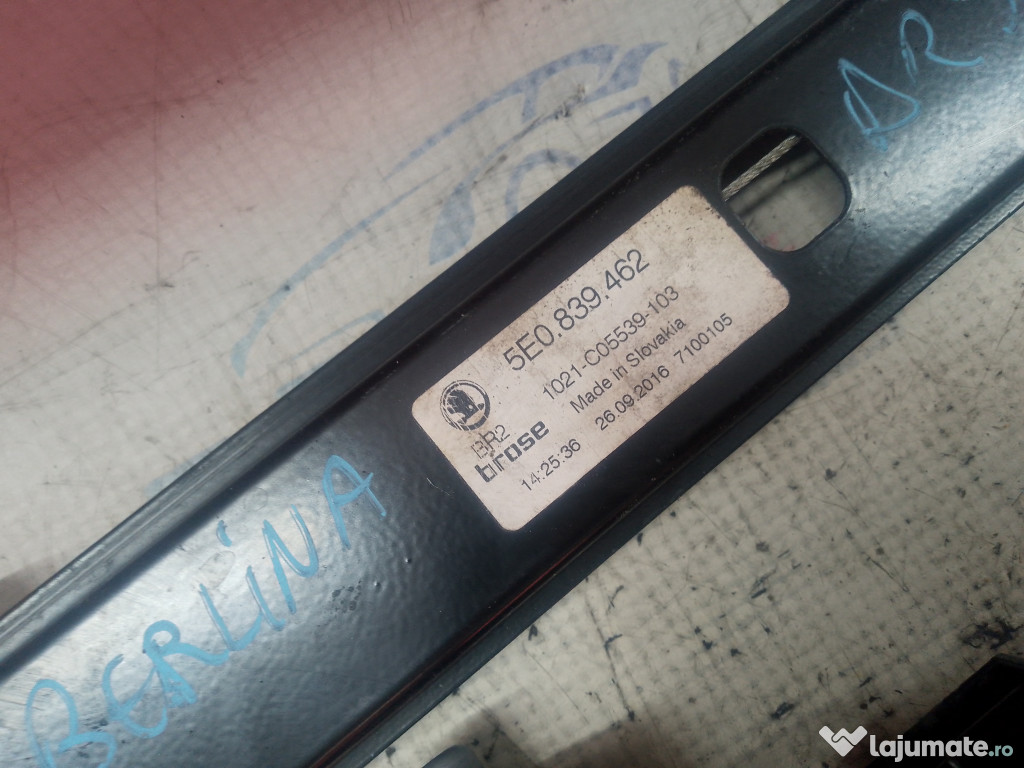 5E0.839.462
1021-C05539-103
Made in Slovakia
BR2
brose
26.09.2016 7100105
14:25:36
BERLINA
lajumate.ro